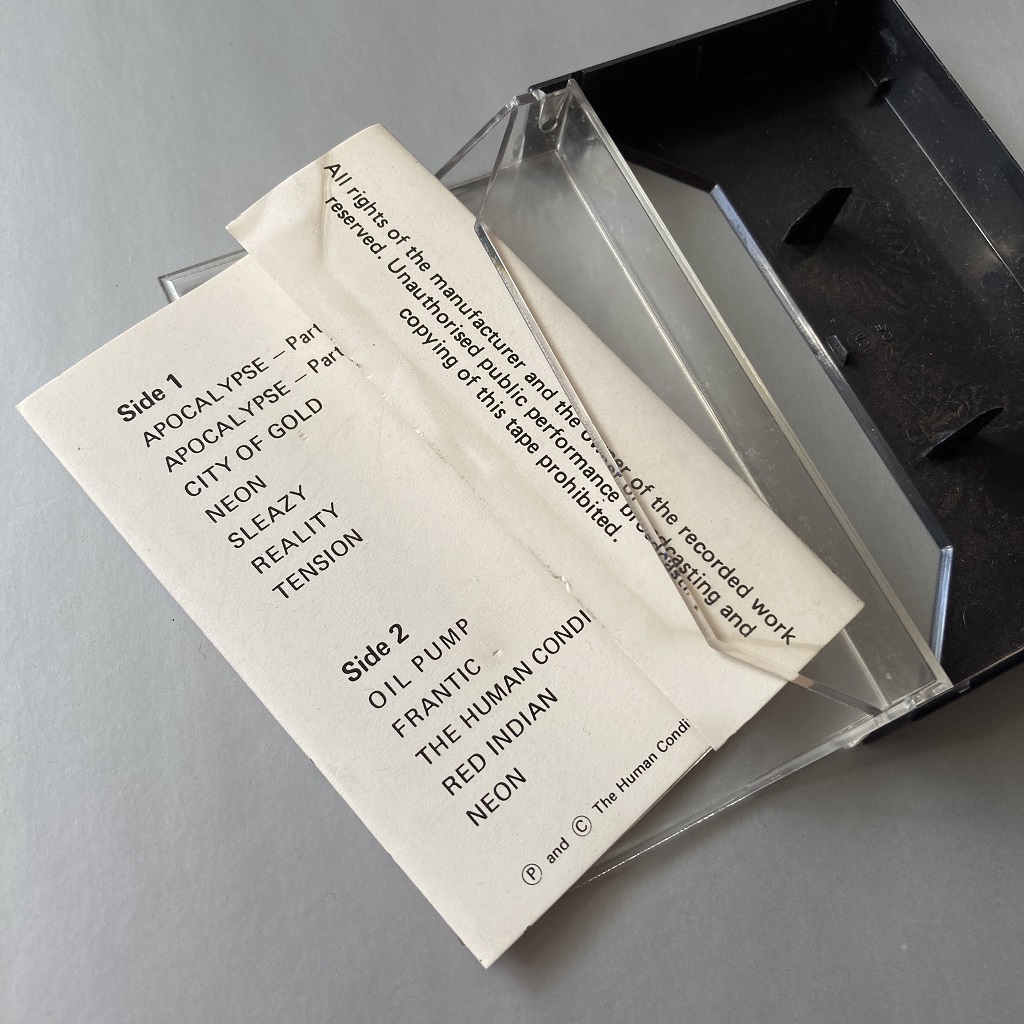 All rights of the manufacturer and the owner of the recorded work
reserved. Unauthorised public performance broadcasting and
copying of this tape prohibited.
Side 1
APOCALYPSE – Part
APOCALYPSE – Part
CITY OF GOLD
NEON
SLEAZY
REALITY
TENSION
Side 2
OIL PUMP
FRANTIC
THE HUMAN CONDI
RED INDIAN
NEON
Ⓟ and Ⓒ The Human Condi